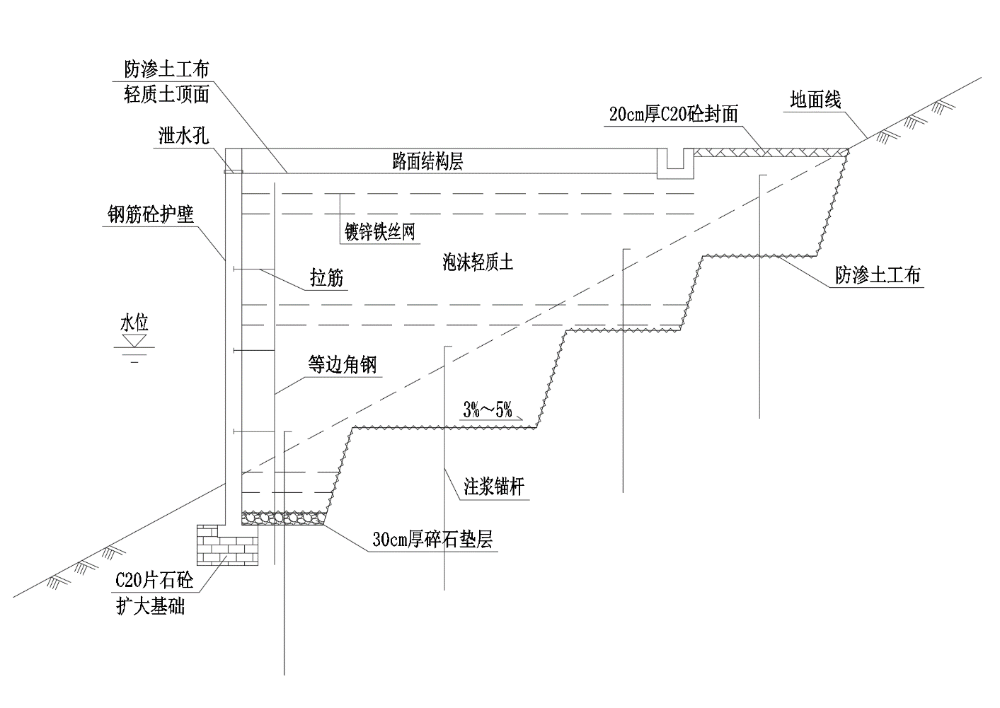 防渗土工布
轻质土顶面
地面线
20cm厚C20砼封面
泄水孔
路面结构层
钢筋砼护壁
镀锌铁丝网
泡沫轻质土
拉筋
防渗土工布
水位
等边角钢
3%～5%
注浆锚杆
30cm厚碎石垫层
C20片石砼
扩大基础